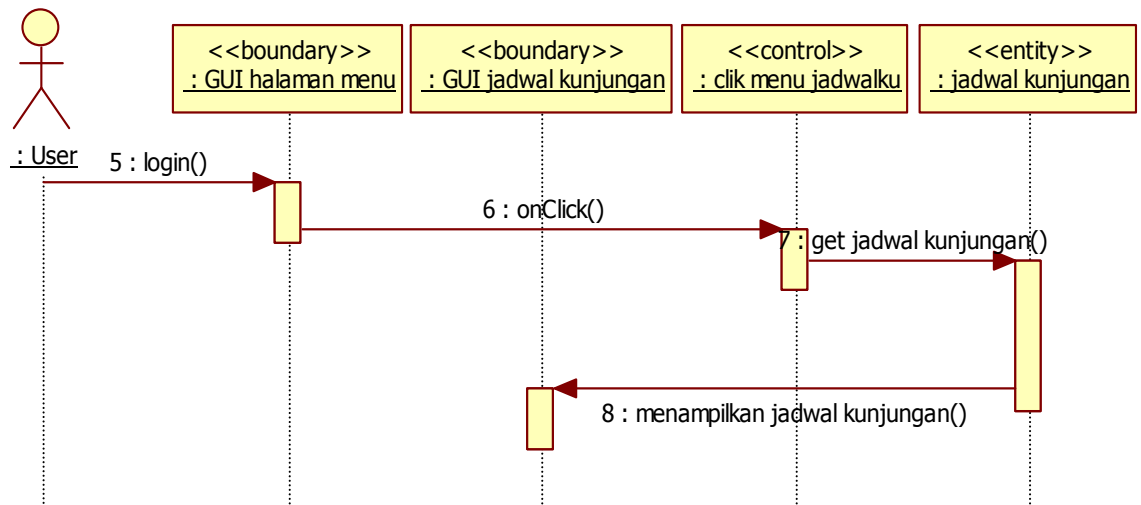 <<boundary>>
: GUI halaman menu
<<boundary>>
: GUI jadwal kunjungan
<<control>>
: clik menu jadwalku
<<entity>>
: jadwal kunjungan
: User
5 : login()
6 : onClick()
7 : get jadwal kunjungan()
8 : menampilkan jadwal kunjungan()